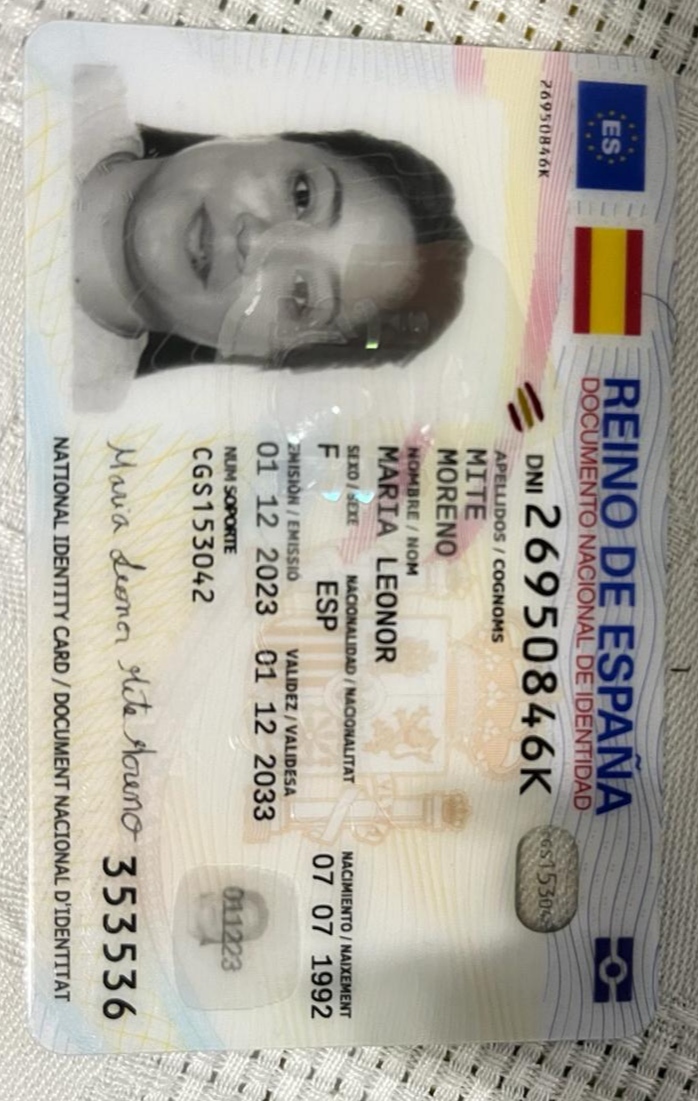 ES
REINO DE ESPAÑA
DOCUMENTO NACIONAL DE IDENTIDAD
26950846K
DNI 26950846K
APELLIDOS / COGNOMS
MITE
MORENO
NOMBRE / NOM
MARIA LEONOR
SEXO / SEXE NACIONALIDAD / NACIONALITAT NACIMIENTO / NAIXEMENT
F ESP 07 07 1992
EMISIÓN / EMISSIÓ VALIDEZ / VALIDESA
01 12 2023 01 12 2033
NUM SOPORTE
CGS153042
011223
Maria Leonor Mite Moreno
353536
NATIONAL IDENTITY CARD / DOCUMENT NACIONAL D'IDENTITAT